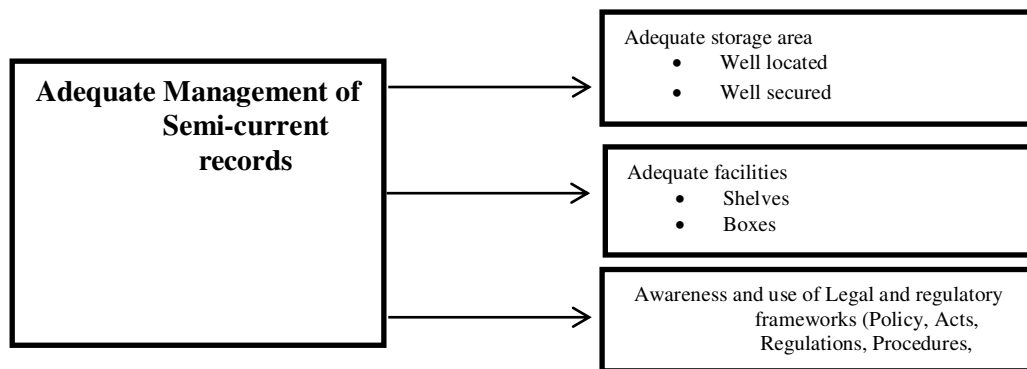 Adequate Management of
Semi-current
records
Adequate storage area
• Well located
• Well secured
Adequate facilities
• Shelves
• Boxes
Awareness and use of Legal and regulatory
frameworks (Policy, Acts,
Regulations, Procedures,